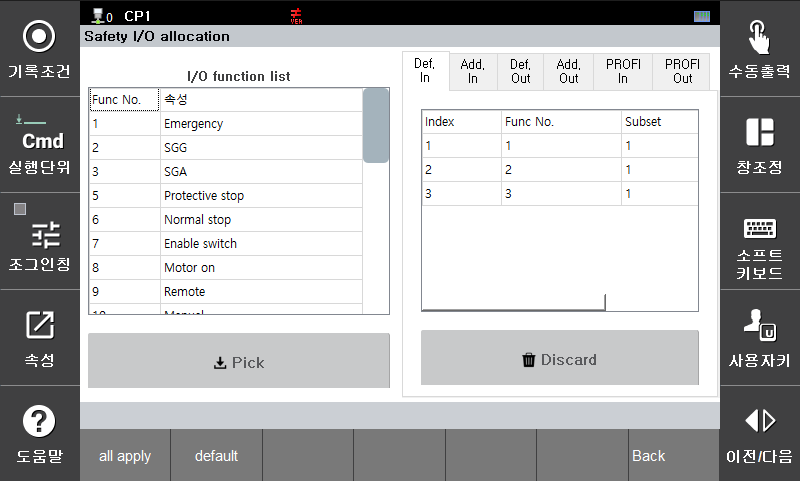 0 CP1
VER
Safety I/O allocation
기록조건
Cmd
실행단위
조그인칭
속성
도움말
I/O function list
Func No. 속성
1 Emergency
2 SGG
3 SGA
5 Protective stop
6 Normal stop
7 Enable switch
8 Motor on
9 Remote
10 Manual
Pick
Def. In
Add. In
Def. Out
Add. Out
PROFI In
PROFI Out
Index Func No. Subset
1 1 1
2 2 1
3 3 1
Discard
수동출력
창조정
소프트
키보드
U
사용자키
이전/다음
all apply default Back